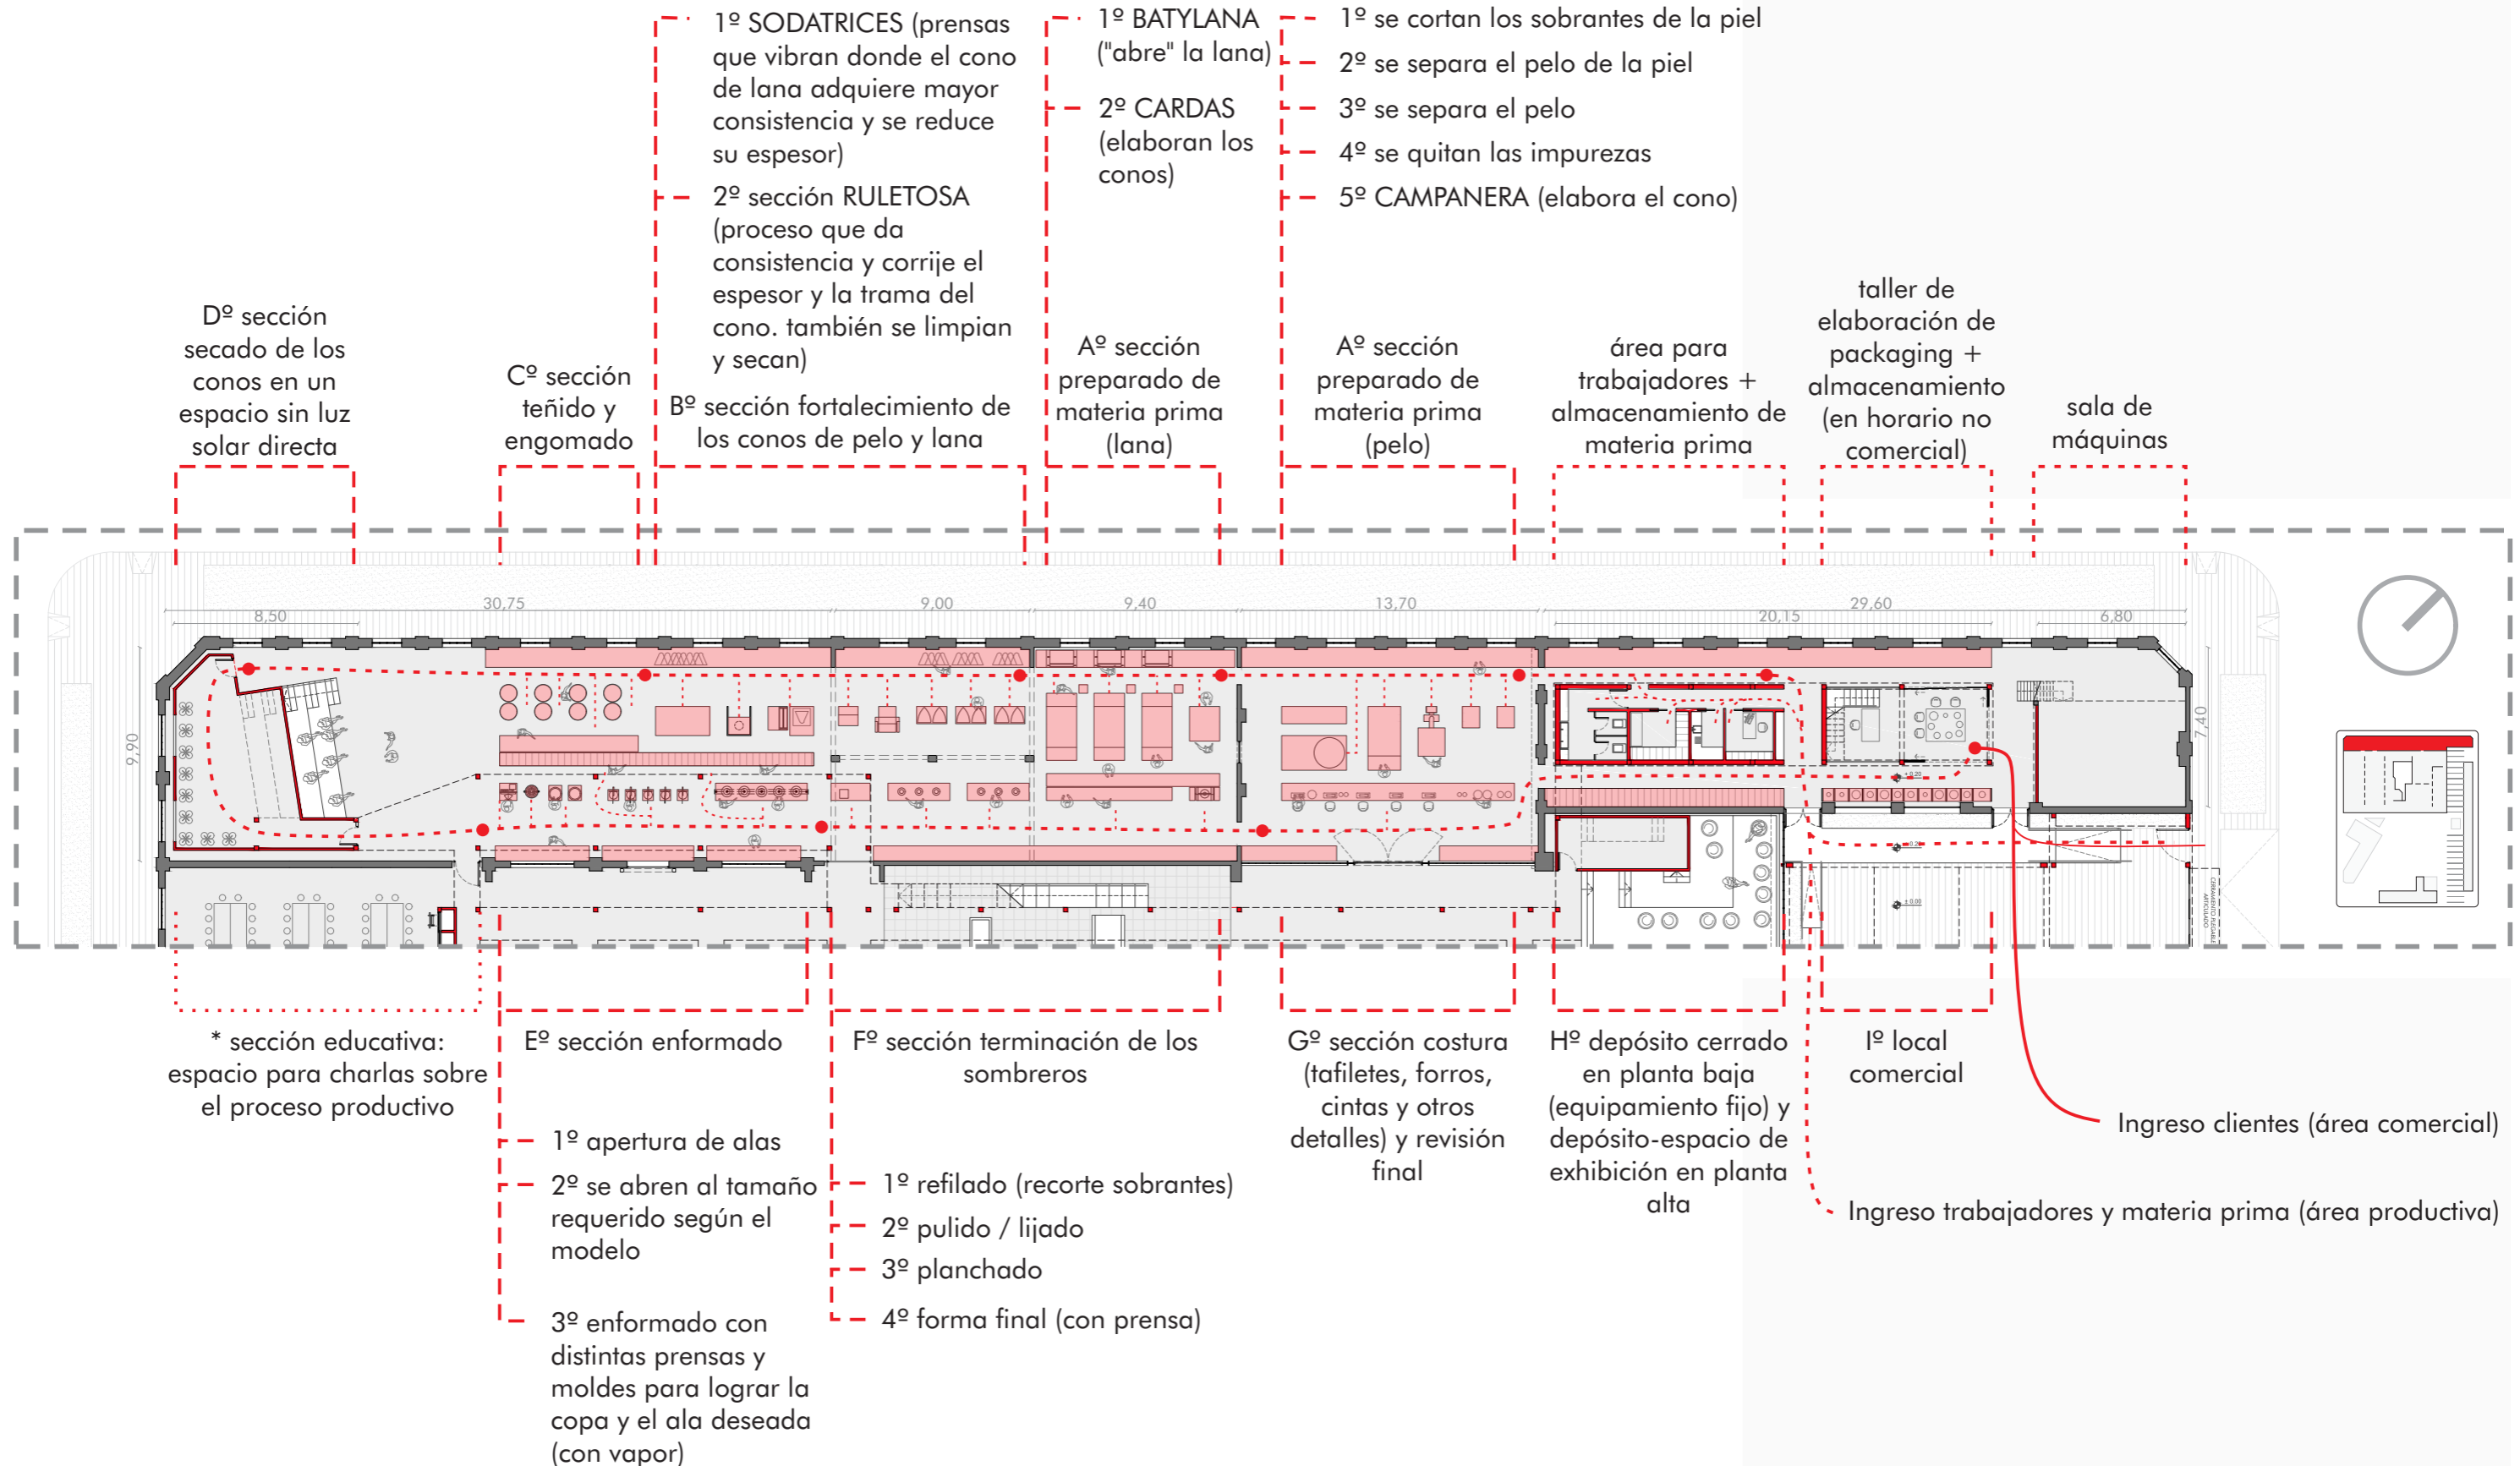 1º SODATRICES (prensas
que vibran donde el cono
de lana adquiere mayor
consistencia y se reduce
su espesor)
2º sección RULETOSA
(proceso que da
consistencia y corrije el
espesor y la trama del
cono. también se limpian
y secan)
1º BATYLANA
("abre" la lana)
2º CARDAS
(elaboran los
conos)
1º se cortan los sobrantes de la piel
2º se separa el pelo de la piel
3º se separa el pelo
4º se quitan las impurezas
5º CAMPANERA (elabora el cono)
Dº sección
secado de los
conos en un
espacio sin luz
solar directa
Cº sección
teñido y
engomado
Bº sección fortalecimiento de
los conos de pelo y lana
Aº sección
preparado de
materia prima
(lana)
Aº sección
preparado de
materia prima
(pelo)
área para
trabajadores +
almacenamiento de
materia prima
taller de
elaboración de
packaging +
almacenamiento
(en horario no
comercial)
sala de
máquinas
30,75
9,00
9,40
13,70
29,60
8,50
20,15
6,80
9,90
7,40
+ 0.20
+ 0.20
± 0.00
CERRAMIENTO PLEGABLE
ARTICULADO
* sección educativa:
espacio para charlas sobre
el proceso productivo
Eº sección enformado
1º apertura de alas
2º se abren al tamaño
requerido según el
modelo
3º enformado con
distintas prensas y
moldes para lograr la
copa y el ala deseada
(con vapor)
Fº sección terminación de los
sombreros
1º refilado (recorte sobrantes)
2º pulido / lijado
3º planchado
4º forma final (con prensa)
Gº sección costura
(tafiletes, forros,
cintas y otros
detalles) y revisión
final
Hº depósito cerrado
en planta baja
(equipamiento fijo) y
depósito-espacio de
exhibición en planta
alta
Iº local
comercial
Ingreso clientes (área comercial)
Ingreso trabajadores y materia prima (área productiva)